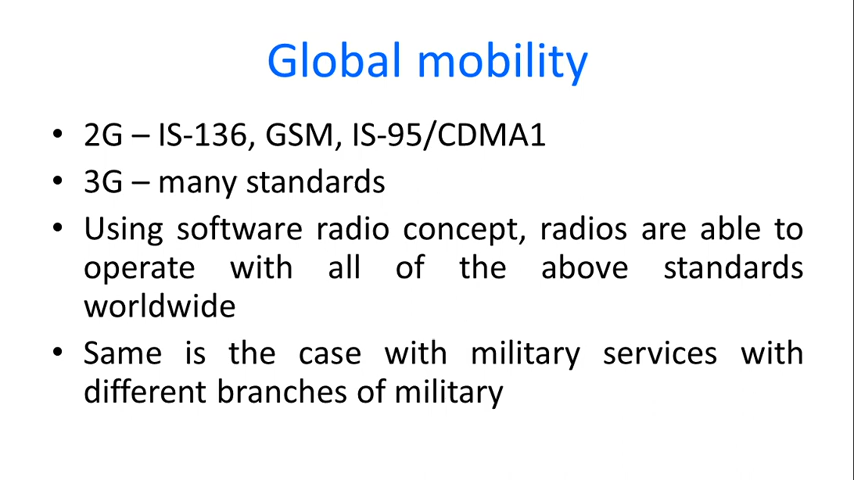 Global mobility
• 2G – IS-136, GSM, IS-95/CDMA1
• 3G – many standards
• Using software radio concept, radios are able to
operate with all of the above standards
worldwide
• Same is the case with military services with
different branches of military